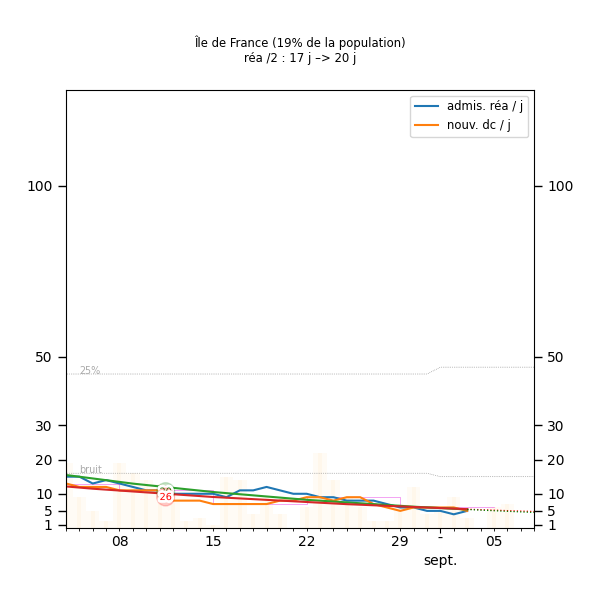 Île de France (19% de la population)
réa /2 : 17 j –> 20 j
admis. réa / j
nouv. dc / j
100 100
50 50
25%
30 30
20 20
bruit
10 10
26
5 5
1 1
08 15 22 29 - 05
sept.